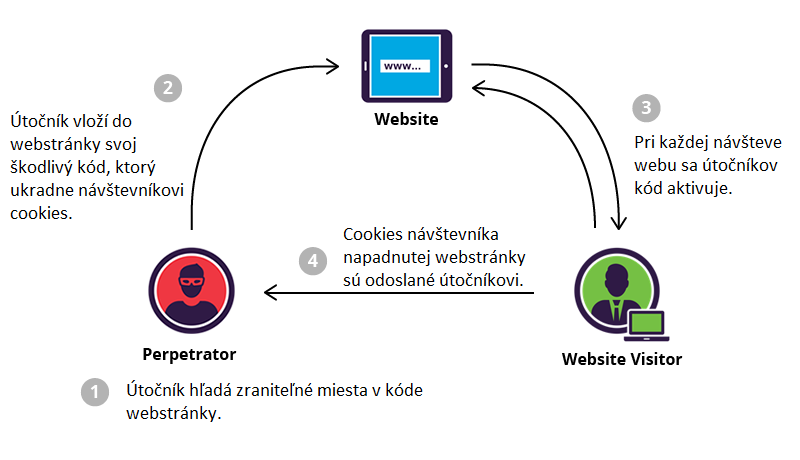 www...
Website
2
Útočník vloží do
webstránky svoj
škodlivý kód, ktorý
ukradne návštevníkovi
cookies.
3
Pri každej návšteve
webu sa útočníkov
kód aktivuje.
4
Cookies návštevníka
napadnutej webstránky
sú odoslané útočníkovi.
Perpetrator
Website Visitor
1
Útočník hľadá zraniteľné miesta v kóde
webstránky.